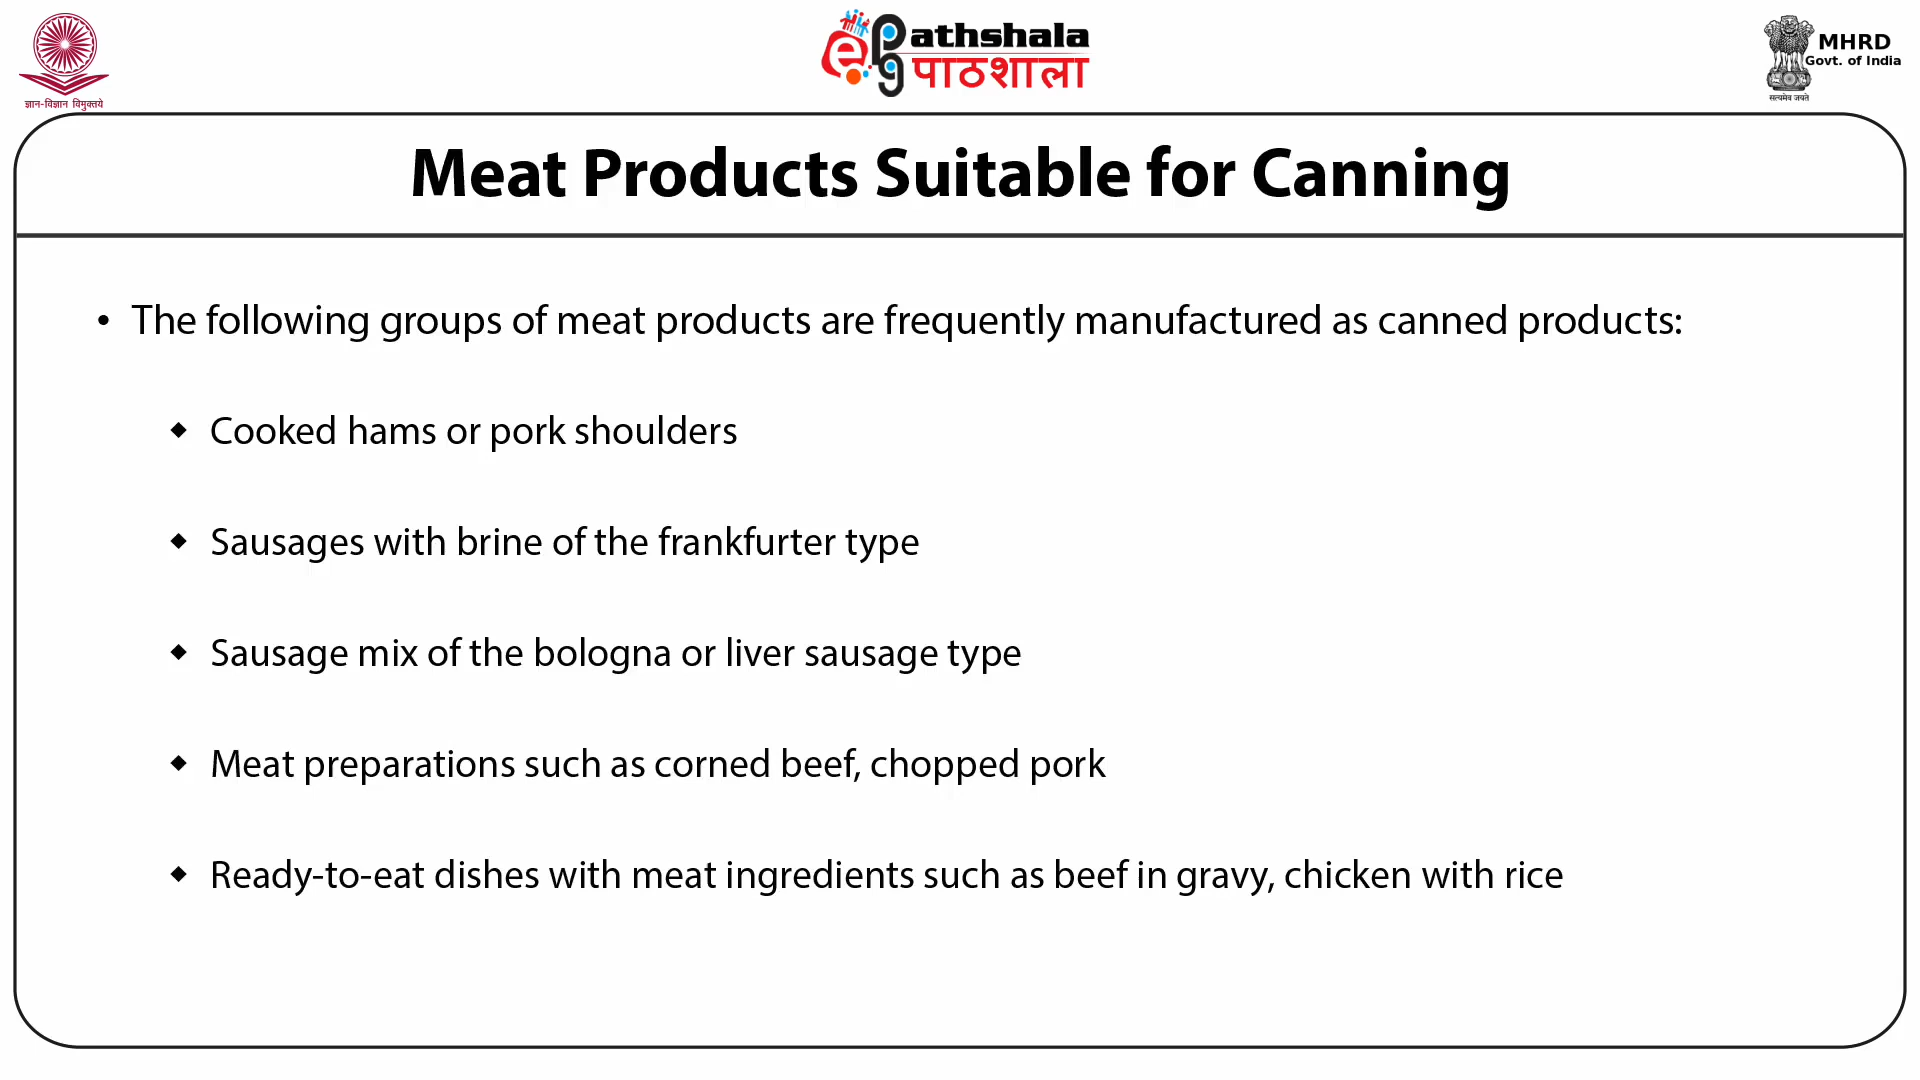 ज्ञान-विज्ञान विमुक्तये
ePG Pathshala
पाठशाला
MHRD
Govt. of India
सत्यमेव जयते
Meat Products Suitable for Canning
• The following groups of meat products are frequently manufactured as canned products:
◆ Cooked hams or pork shoulders
◆ Sausages with brine of the frankfurter type
◆ Sausage mix of the bologna or liver sausage type
◆ Meat preparations such as corned beef, chopped pork
◆ Ready-to-eat dishes with meat ingredients such as beef in gravy, chicken with rice